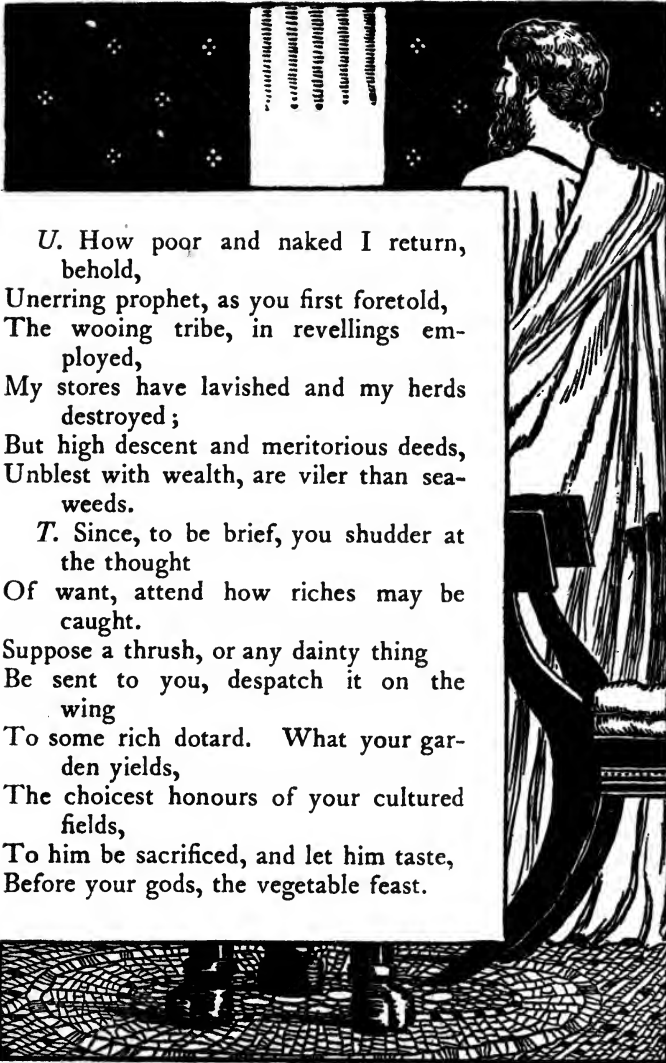 U. How poor and naked I return,
behold,
Unerring prophet, as you first foretold,
The wooing tribe, in revellings em-
ployed,
My stores have lavished and my herds
destroyed;
But high descent and meritorious deeds,
Unblest with wealth, are viler than sea-
weeds.
T. Since, to be brief, you shudder at
the thought
Of want, attend how riches may be
caught.
Suppose a thrush, or any dainty thing
Be sent to you, despatch it on the
wing
To some rich dotard. What your gar-
den yields,
The choicest honours of your cultured
fields,
To him be sacrificed, and let him taste,
Before your gods, the vegetable feast.